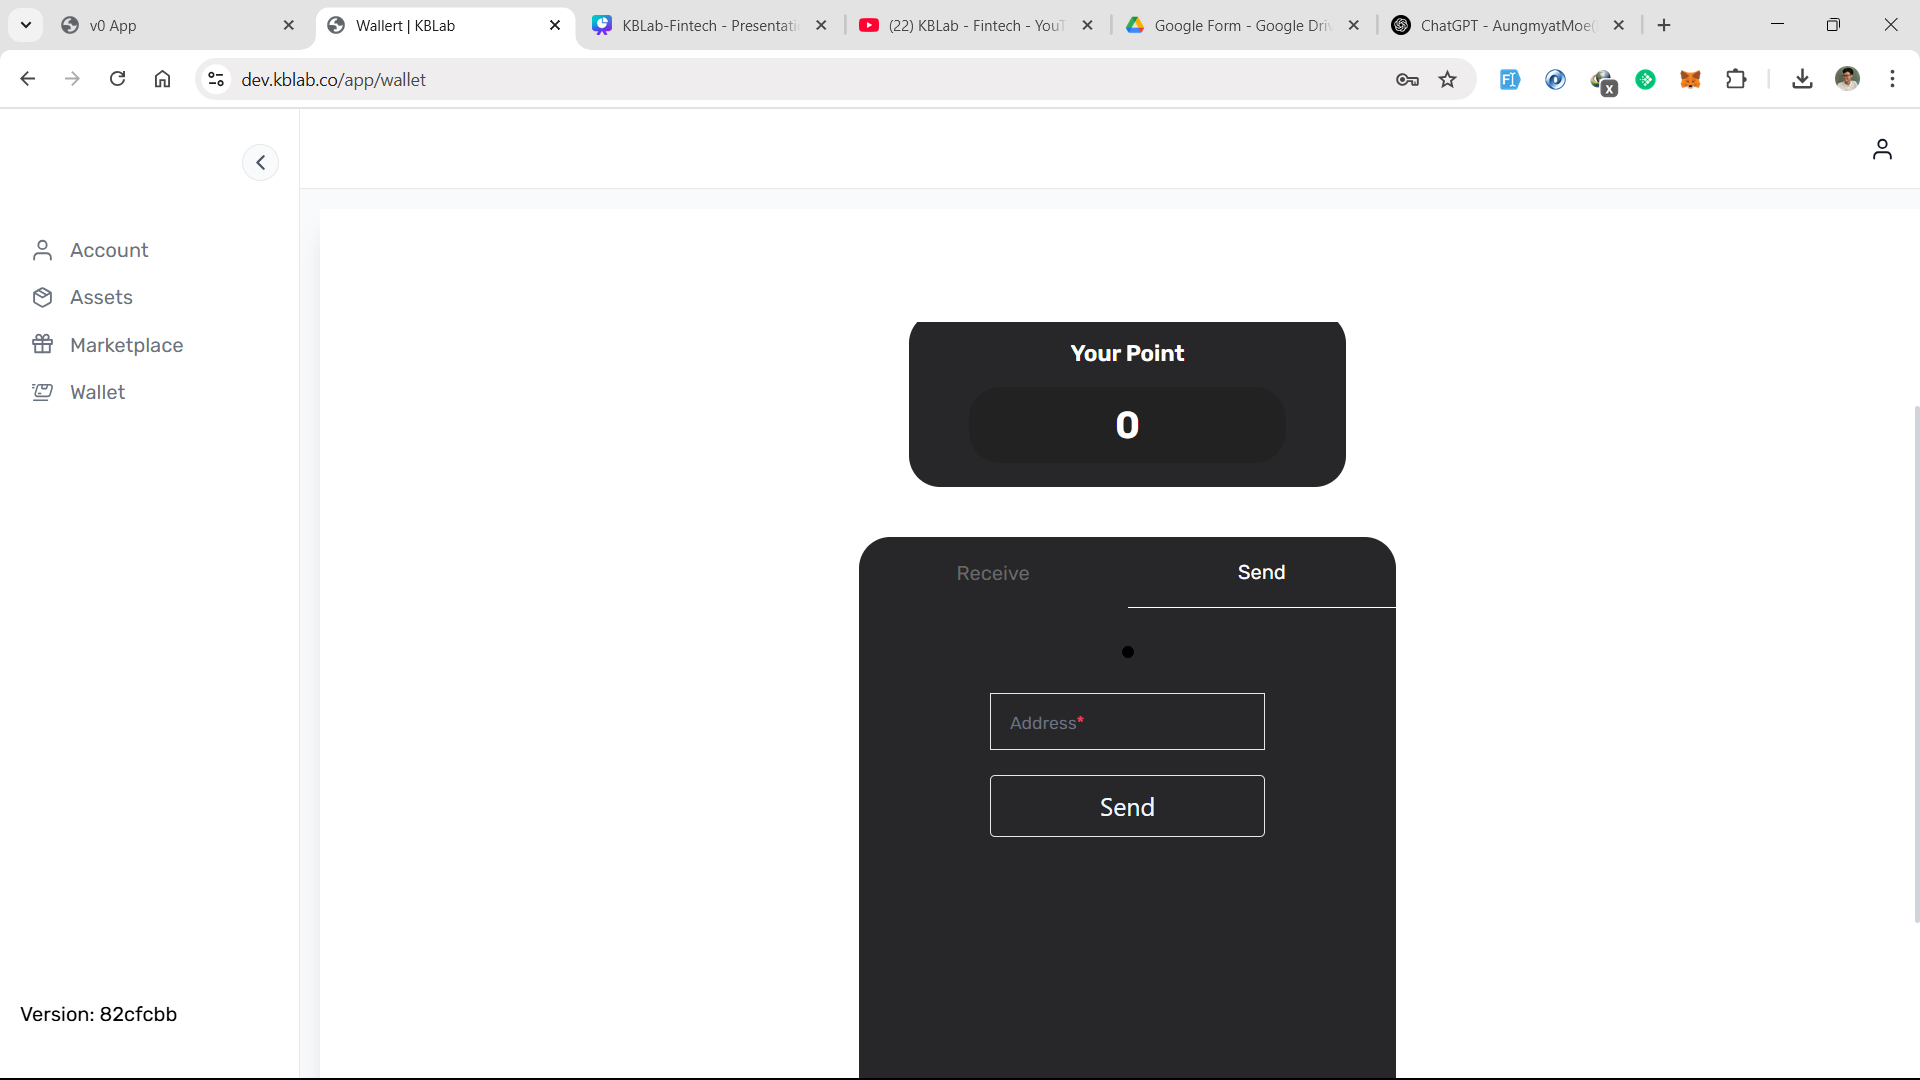 v0 App
Wallert | KBLab
KBLab-Fintech - Presentati
(22) KBLab - Fintech - YouT
Google Form - Google Driv
ChatGPT - AungmyatMoe(
dev.kblab.co/app/wallet
x
Account
Assets
Marketplace
Wallet
Version: 82cfcbb
Your Point
0
Receive
Send
Address*
Send